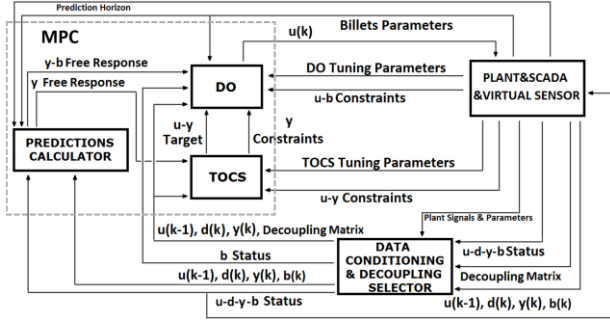 Prediction Horizon
Billets Parameters
MPC
u(k)
y-b Free Response
y Free Response
DO
DO Tuning Parameters
u-b Constraints
PLANT&SCADA
&VIRTUAL SENSOR
u-y
Target
y
Constraints
PREDICTIONS
CALCULATOR
TOCS
TOCS Tuning Parameters
u-y Constraints
Plant Signals & Parameters
u(k-1), d(k), y(k), Decoupling Matrix
b Status
DATA
CONDITIONING
& DECOUPLING
SELECTOR
u-d-y-b Status
Decoupling Matrix
u(k-1), d(k), y(k), b(k)
u-d-y-b Status
u(k-1), d(k), y(k), b(k)